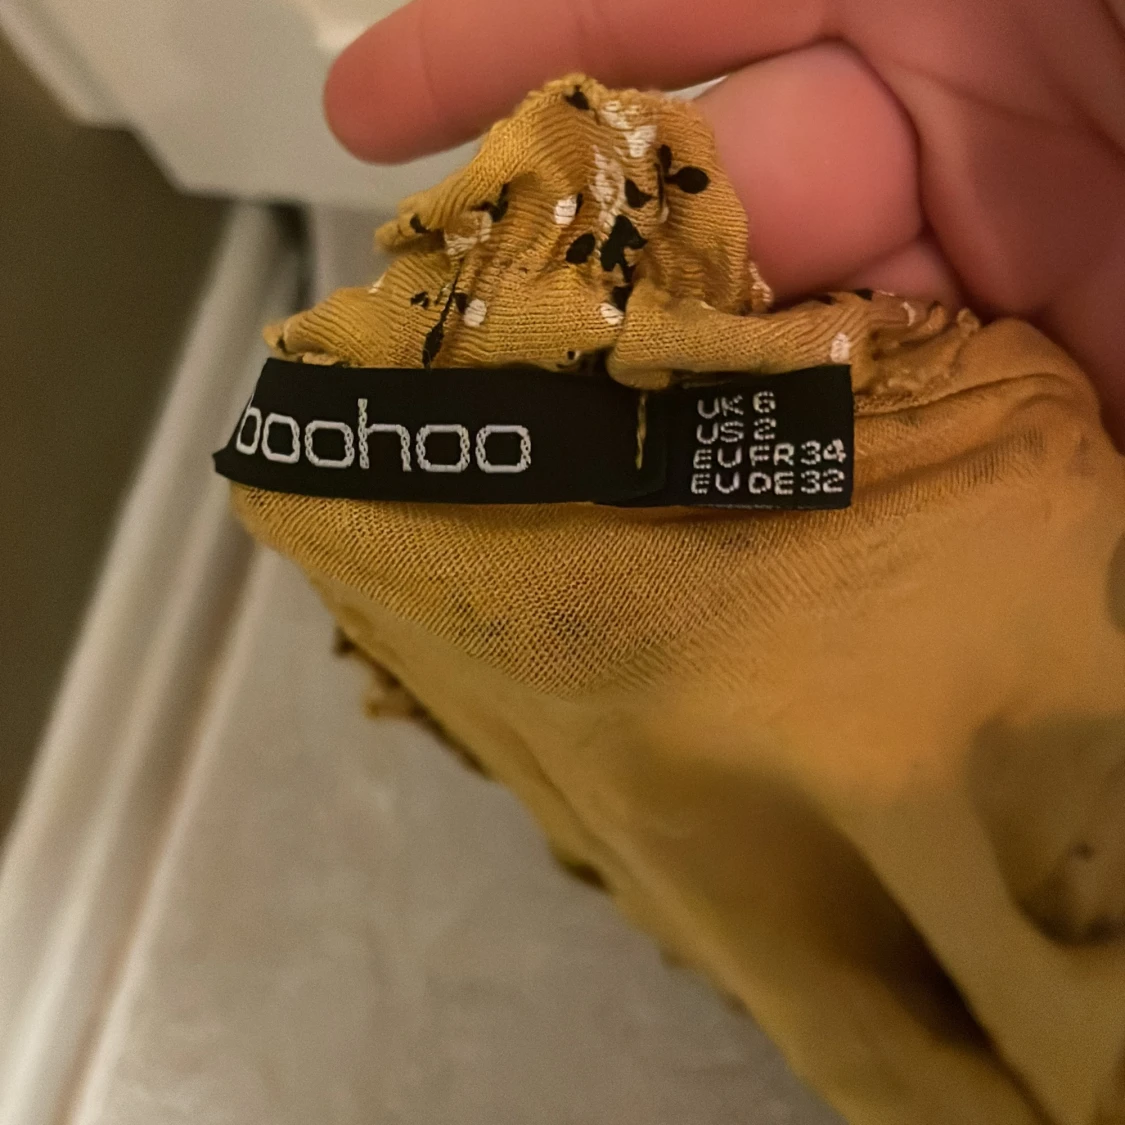 boohoo
UK 6
US 2
EU FR 34
EU DE 32